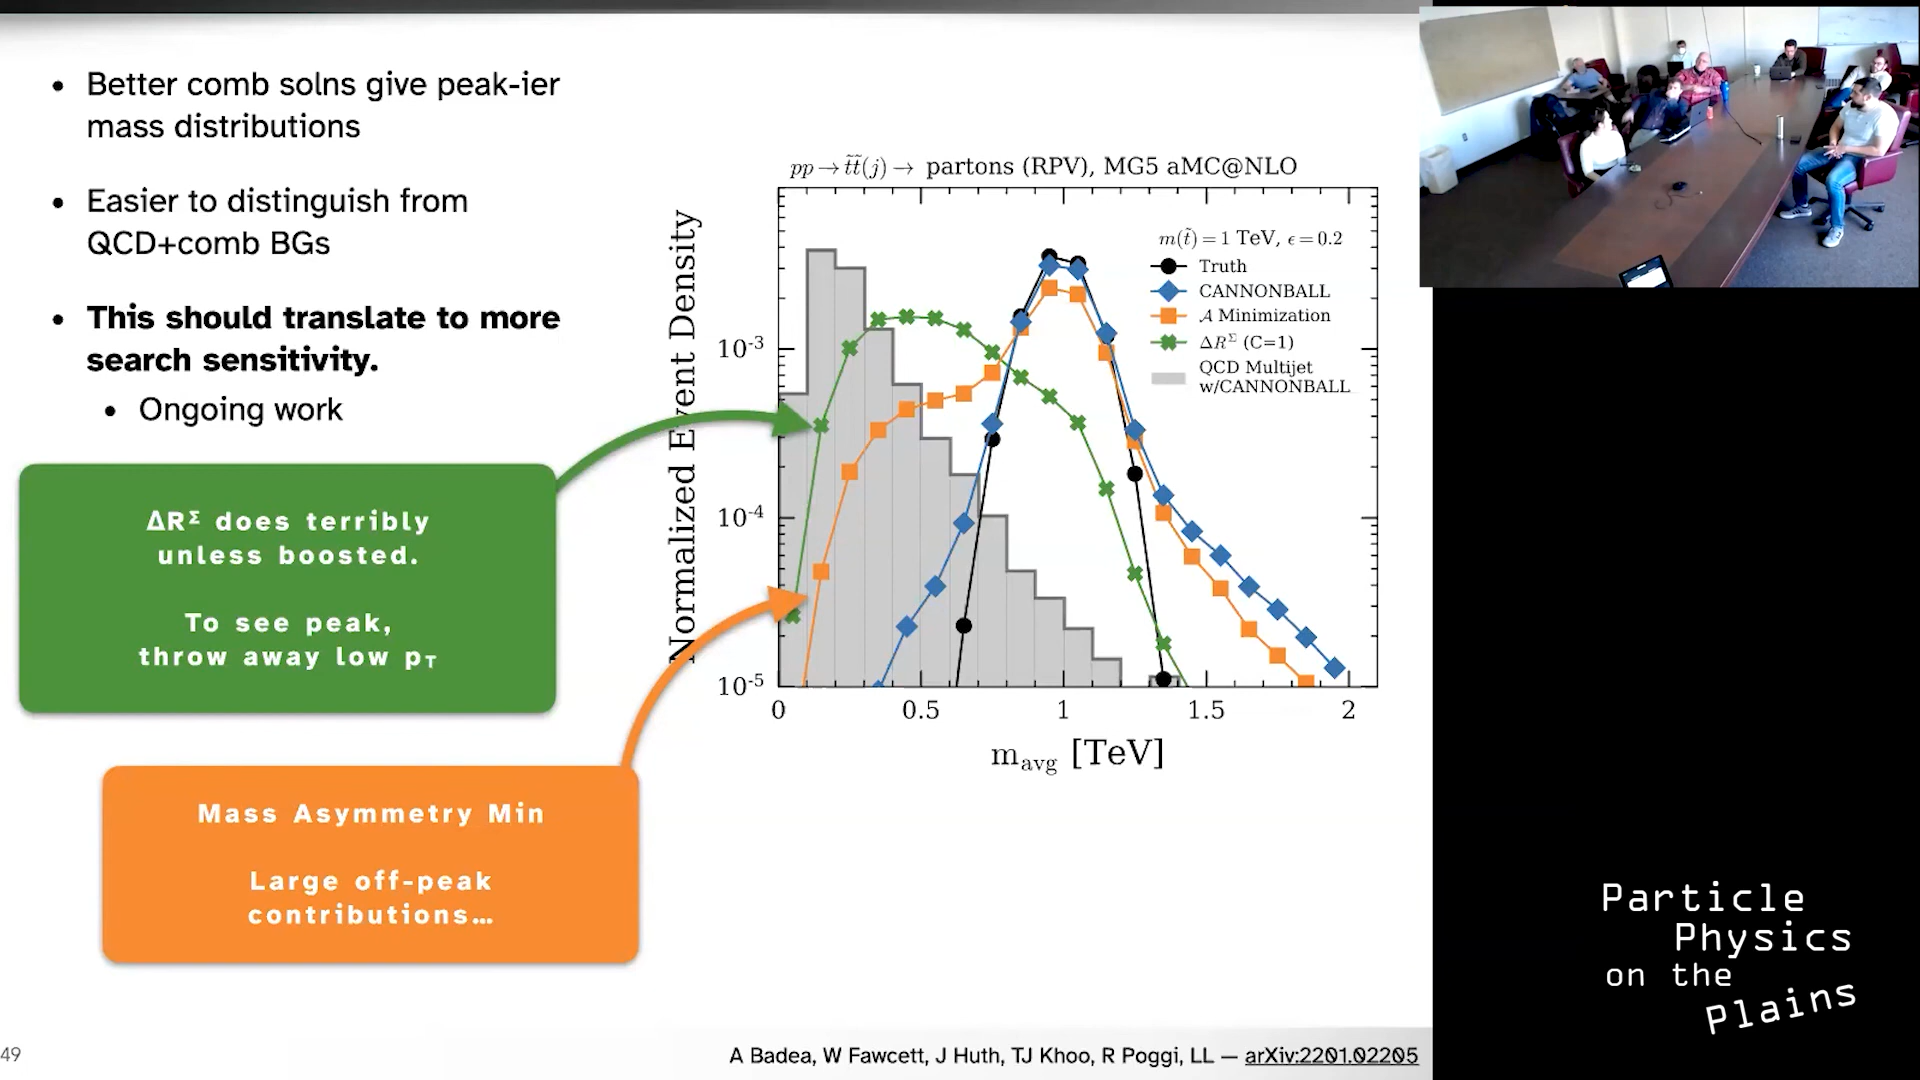 • Better comb solns give peak-ier
mass distributions
• Easier to distinguish from
QCD+comb BGs
• This should translate to more
search sensitivity.
• Ongoing work
ΔRΣ does terribly
unless boosted.
To see peak,
throw away low pT
Mass Asymmetry Min
Large off-peak
contributions…
pp → t̃t̃(j) → partons (RPV), MG5 aMC@NLO
Normalized Event Density
10⁻³
10⁻⁴
10⁻⁵
m(t̃) = 1 TeV, ϵ = 0.2
Truth
CANNONBALL
𝒜 Minimization
ΔRΣ (C=1)
QCD Multijet
w/CANNONBALL
0 0.5 1 1.5 2
mavg [TeV]
49
A Badea, W Fawcett, J Huth, TJ Khoo, R Poggi, LL — arXiv:2201.02205
Particle
Physics
on the
Plains